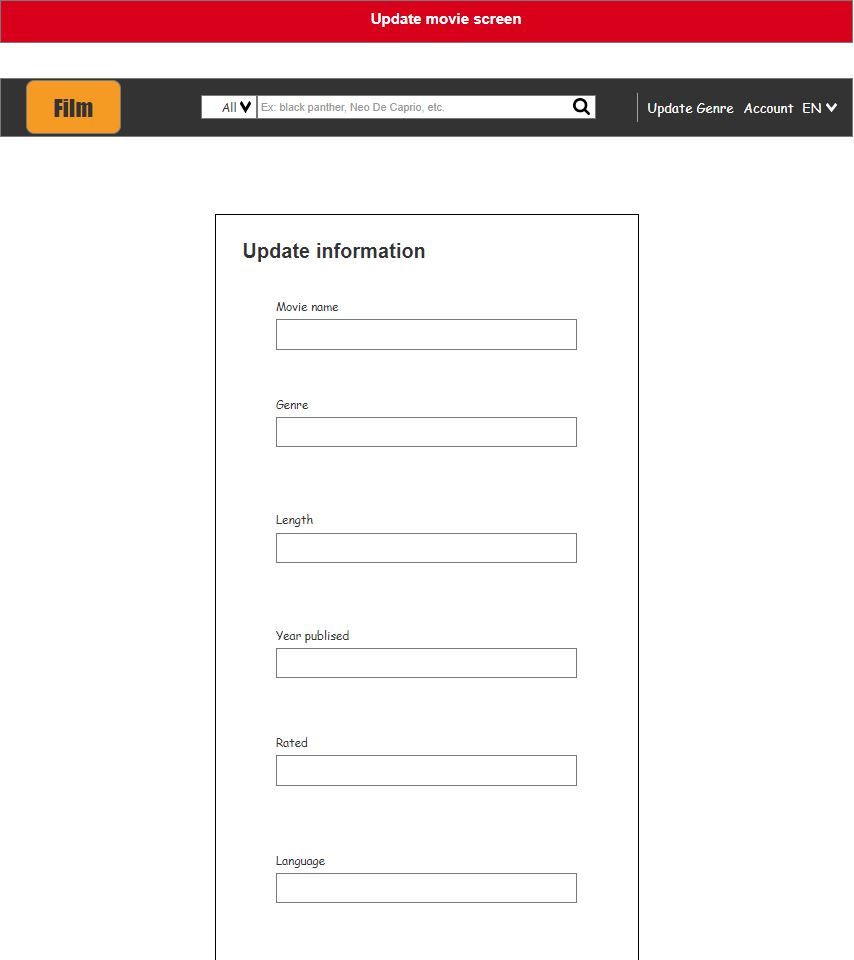 Update movie screen
Film
All
Ex: black panther, Neo De Caprio, etc.
Update Genre
Account
EN
Update information
Movie name
Genre
Length
Year publised
Rated
Language